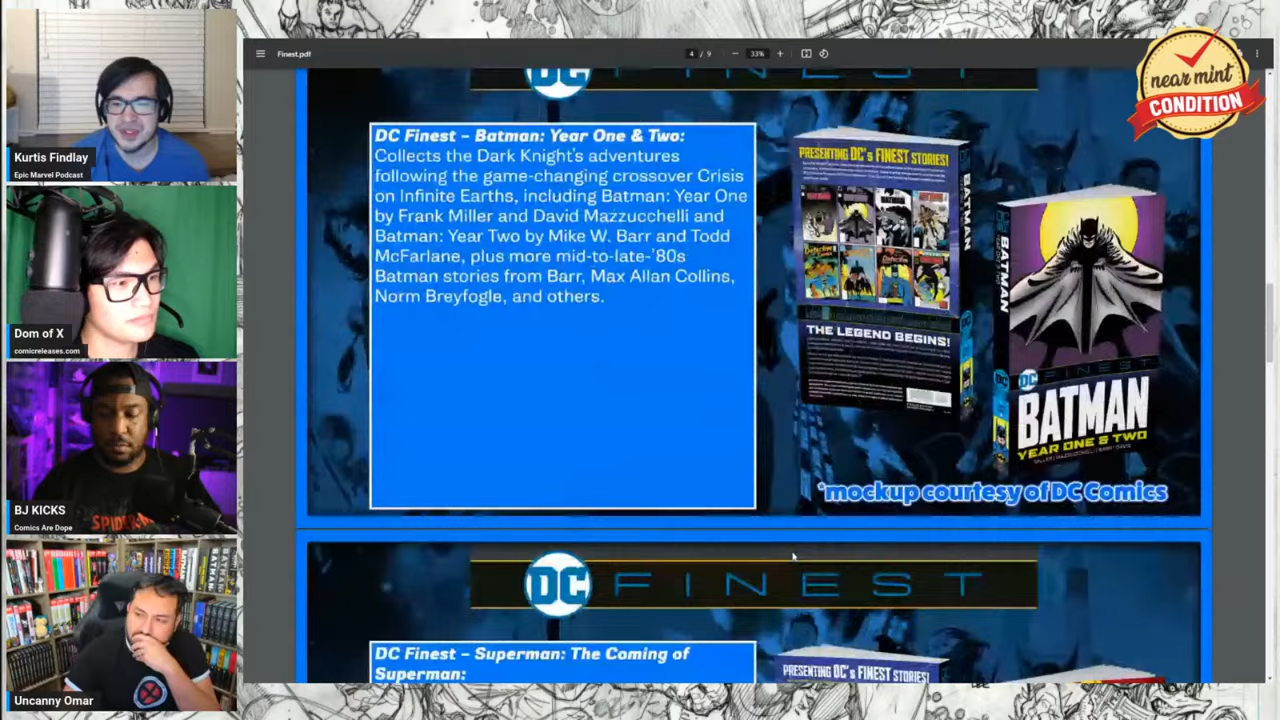 Kurtis Findlay
Epic Marvel Podcast
Dom of X
comicreleases.com
BJ KICKS
Comics Are Dope
SPIDER
Uncanny Omar
Finest.pdf
4 / 9
33%
near mint
CONDITION
DC FINEST
DC Finest – Batman: Year One & Two:
Collects the Dark Knight's adventures
following the game-changing crossover Crisis
on Infinite Earths, including Batman: Year One
by Frank Miller and David Mazzucchelli and
Batman: Year Two by Mike W. Barr and Todd
McFarlane, plus more mid-to-late-'80s
Batman stories from Barr, Max Allan Collins,
Norm Breyfogle, and others.
PRESENTING DC's FINEST STORIES!
THE LEGEND BEGINS!
BATMAN
BATMAN
DC FINEST
BATMAN
YEAR ONE & TWO
*mockup courtesy of DC Comics
DC FINEST
DC Finest – Superman: The Coming of
Superman:
PRESENTING DC's FINEST STORIES!